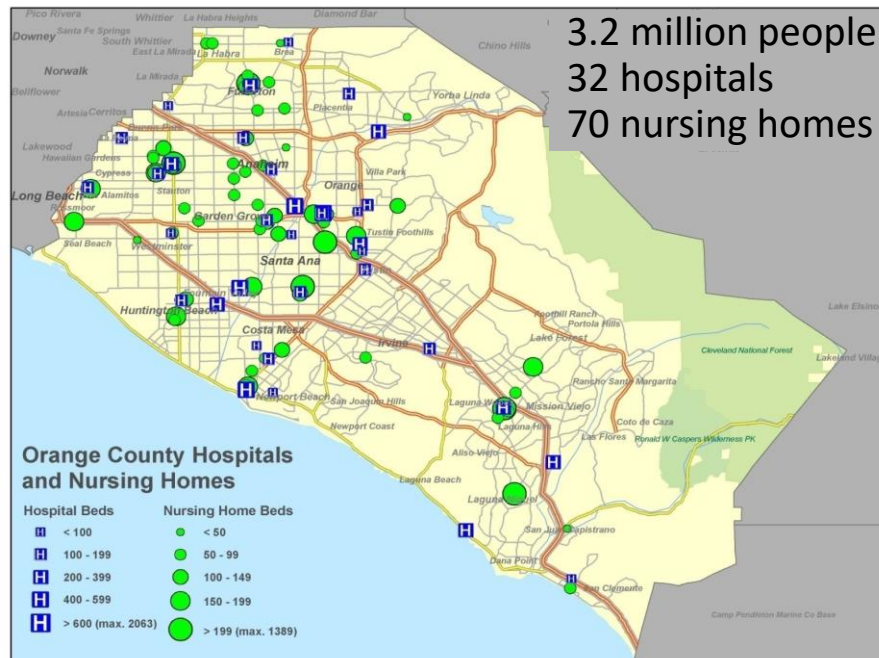 3.2 million people
32 hospitals
70 nursing homes
Pico Rivera
Whittier
La Habra Heights
Diamond Bar
Downey
Santa Fe Springs
South Whittier
East La Mirada
La Habra
Brea
Chino Hills
Norwalk
La Mirada
Bellflower
Fullerton
Yorba Linda
Artesia
Cerritos
Placentia
Lakewood
Hawaiian Gardens
Cypress
Anaheim
Villa Park
Long Beach
Alamitos
Stanton
Orange
Rossmoor
Garden Grove
Seal Beach
Westminster
Tustin Foothills
Santa Ana
Huntington Beach
Costa Mesa
Irvine
Foothill Ranch
Portola Hills
Lake Forest
Lake Elsino
Cleveland National Forest
Lakeland Village
Rancho Santa Margarita
Newport Beach
San Joaquin Hills
Mission Viejo
Newport Coast
Laguna Hills
Coto de Caza
Las Flores
Ronald W Caspers Wilderness PK
Aliso Viejo
Laguna Beach
Laguna Niguel
San Juan Capistrano
Dana Point
San Clemente
Camp Pendleton Marine Co Base
Orange County Hospitals
and Nursing Homes
Hospital Beds
Nursing Home Beds
H < 100
< 50
H 100 - 199
50 - 99
H 200 - 399
100 - 149
H 400 - 599
150 - 199
H > 600 (max. 2063)
> 199 (max. 1389)